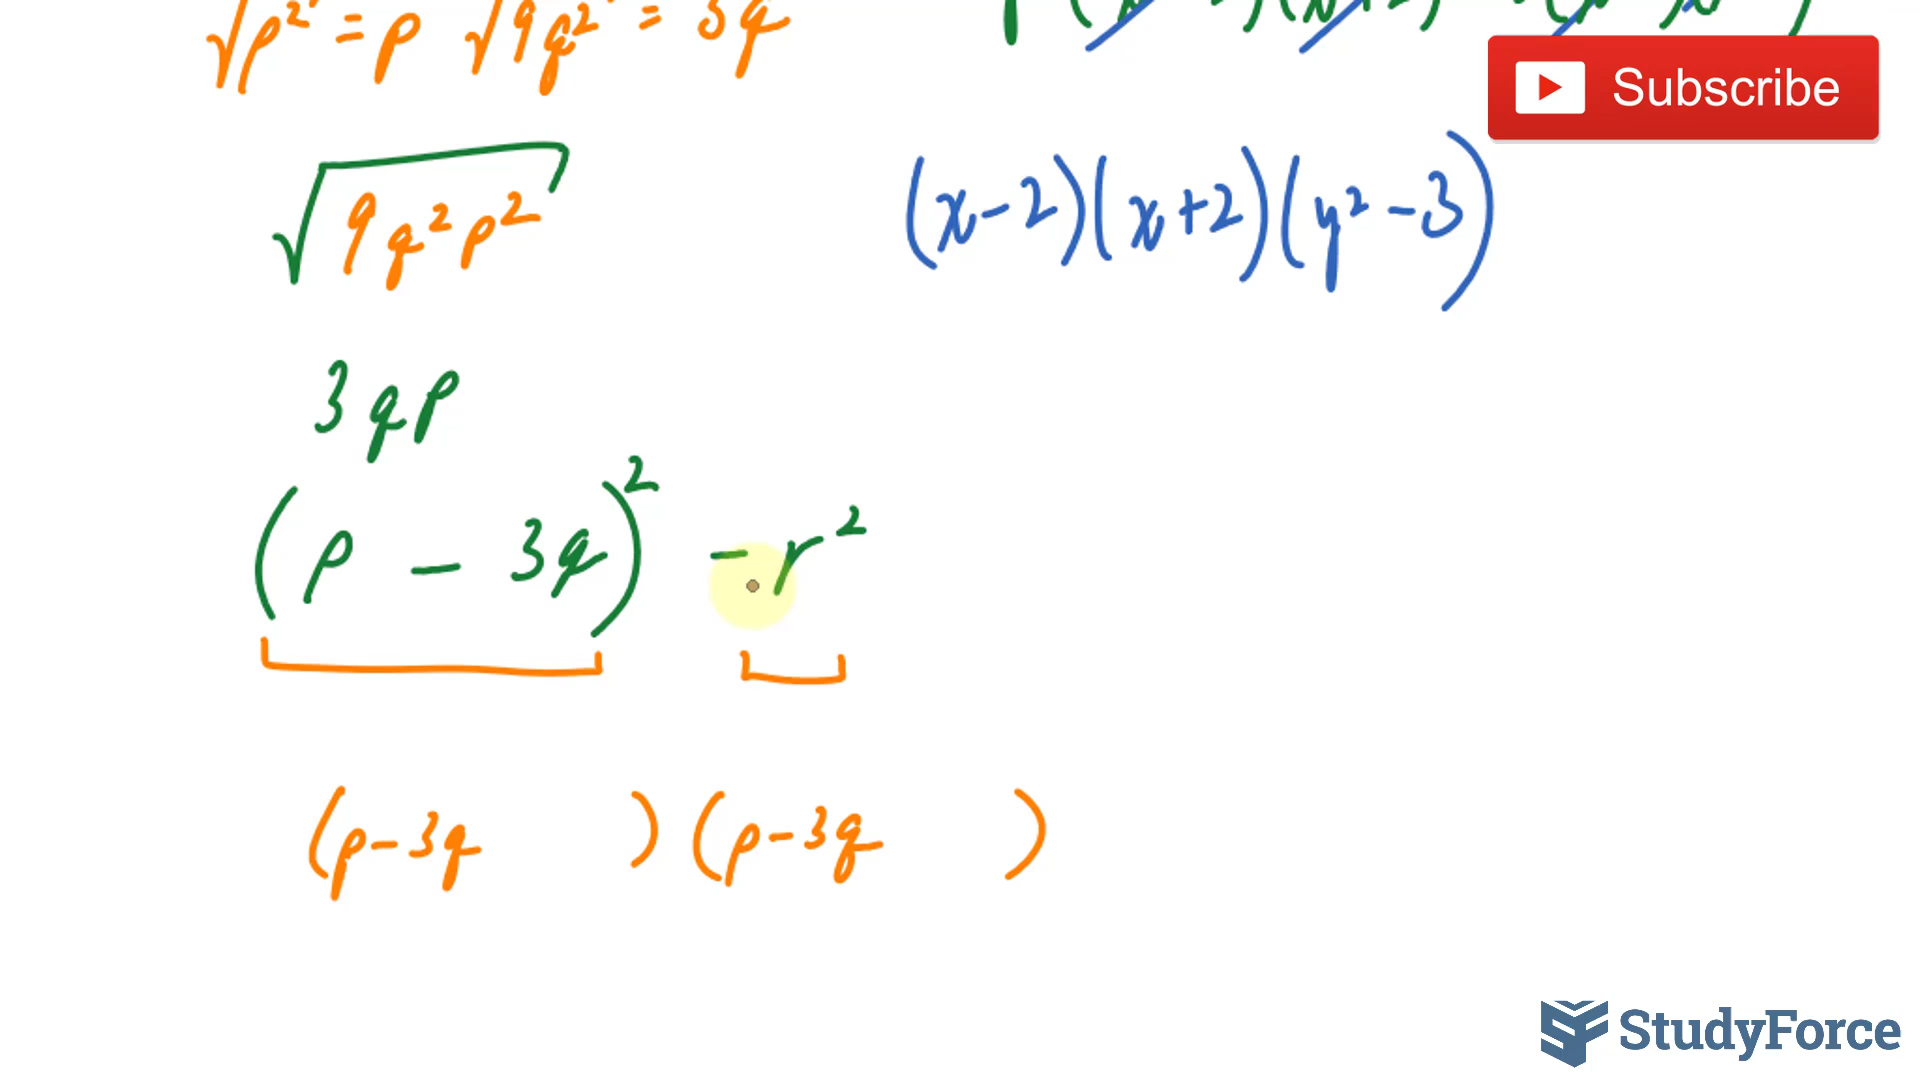 √p² = p √9q² = 3q
Subscribe
√9q²p²
(x-2)(x+2)(y²-3)
3qp
(p - 3q)² - r²
(p-3q )(p-3q )
StudyForce